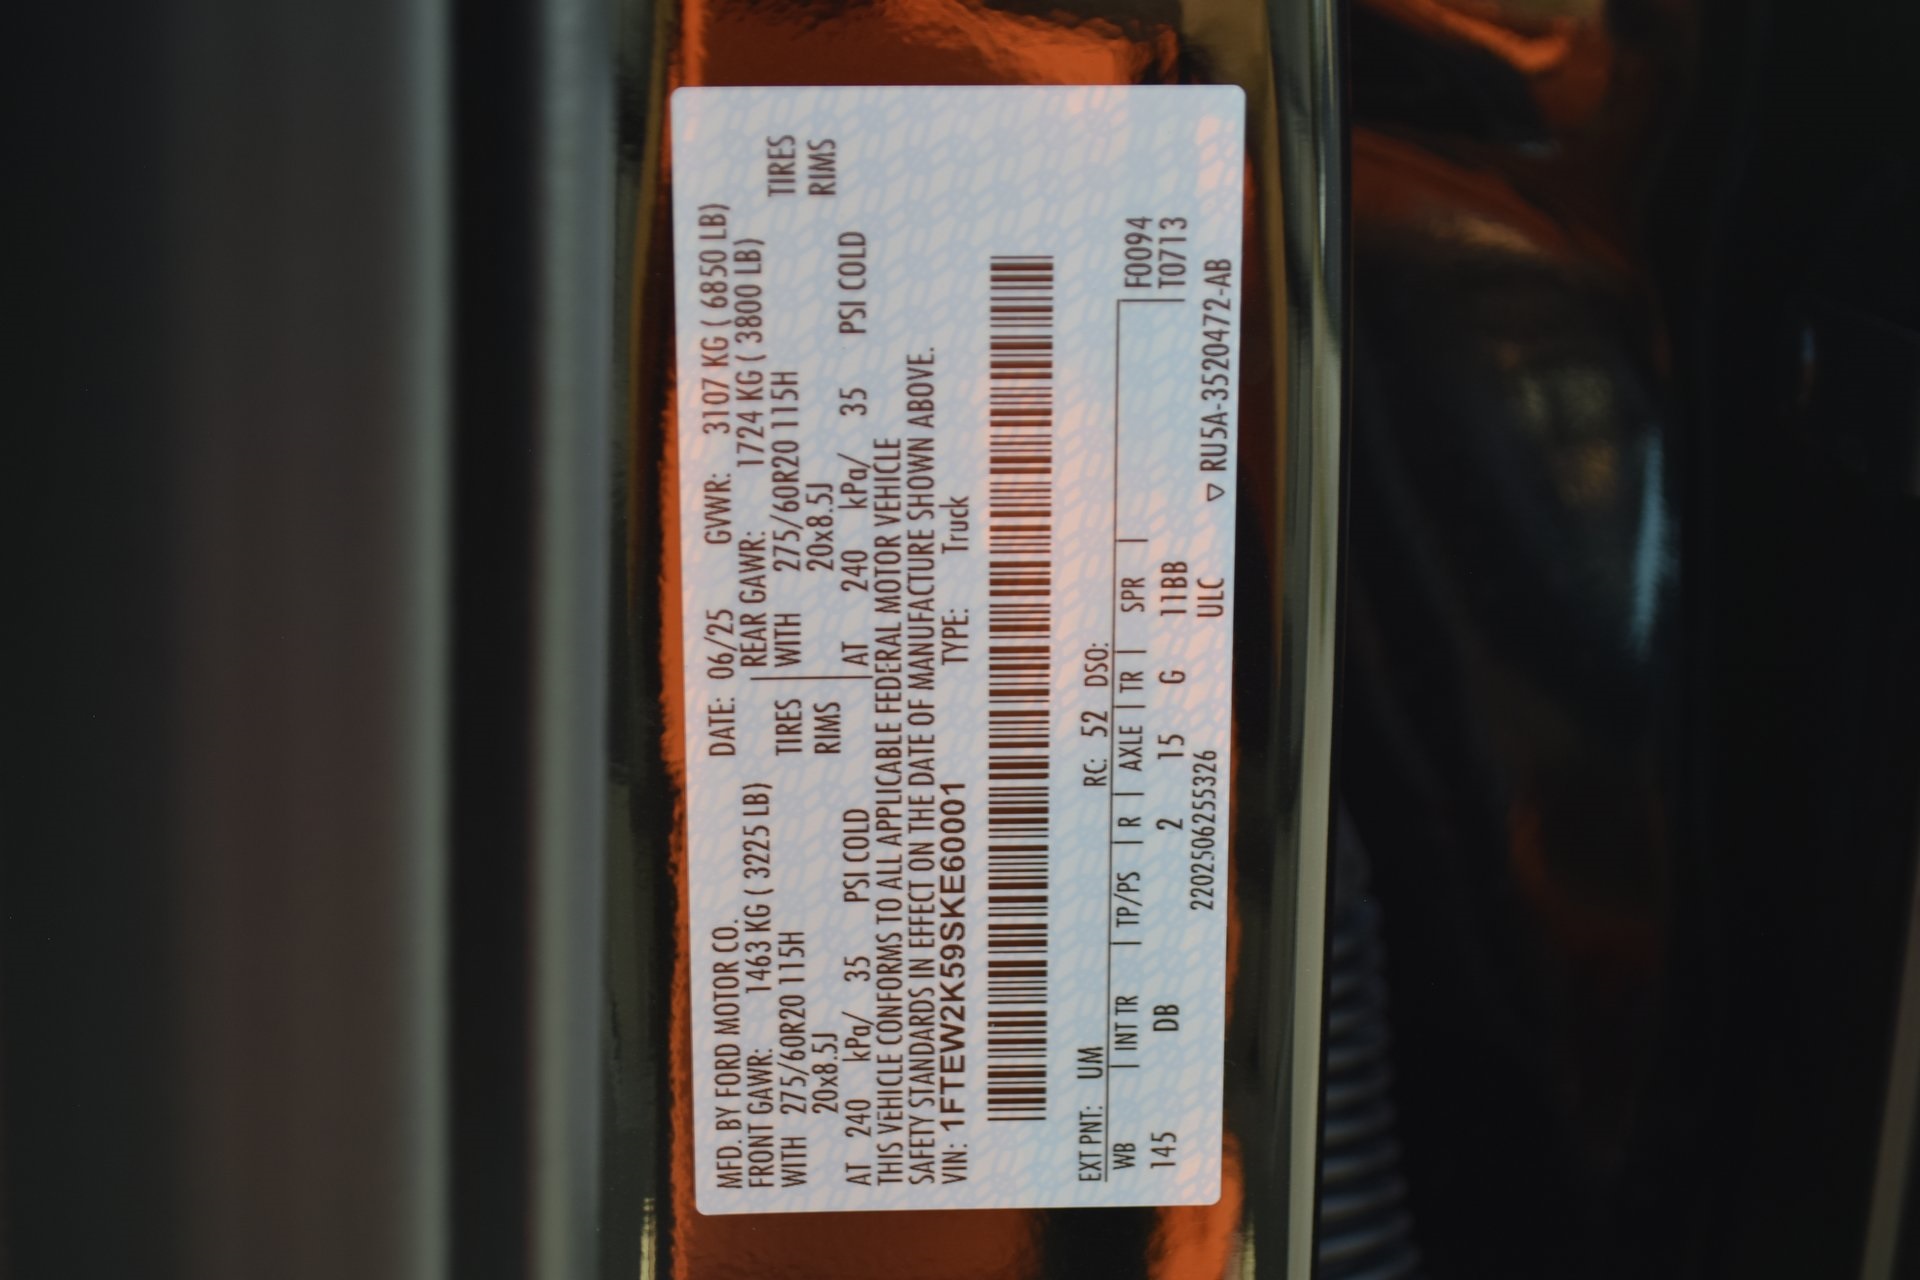 MFD. BY FORD MOTOR CO. DATE: 06/25 GVWR: 3107 KG ( 6850 LB)
FRONT GAWR: 1463 KG ( 3225 LB) REAR GAWR: 1724 KG ( 3800 LB)
WITH 275/60R20 115H TIRES WITH 275/60R20 115H TIRES
20x8.5J RIMS 20x8.5J RIMS
AT 240 kPa/ 35 PSI COLD AT 240 kPa/ 35 PSI COLD
THIS VEHICLE CONFORMS TO ALL APPLICABLE FEDERAL MOTOR VEHICLE
SAFETY STANDARDS IN EFFECT ON THE DATE OF MANUFACTURE SHOWN ABOVE.
VIN: 1FTEW2K59SKE60001 TYPE: Truck
EXT PNT: UM RC: 52 DSO:
WB | INT TR | TP/PS | R | AXLE | TR | SPR | F0094
145 DB 2 15 G 11BB T0713
220250625​5326 ULC ▽ RU5A-3520472-AB